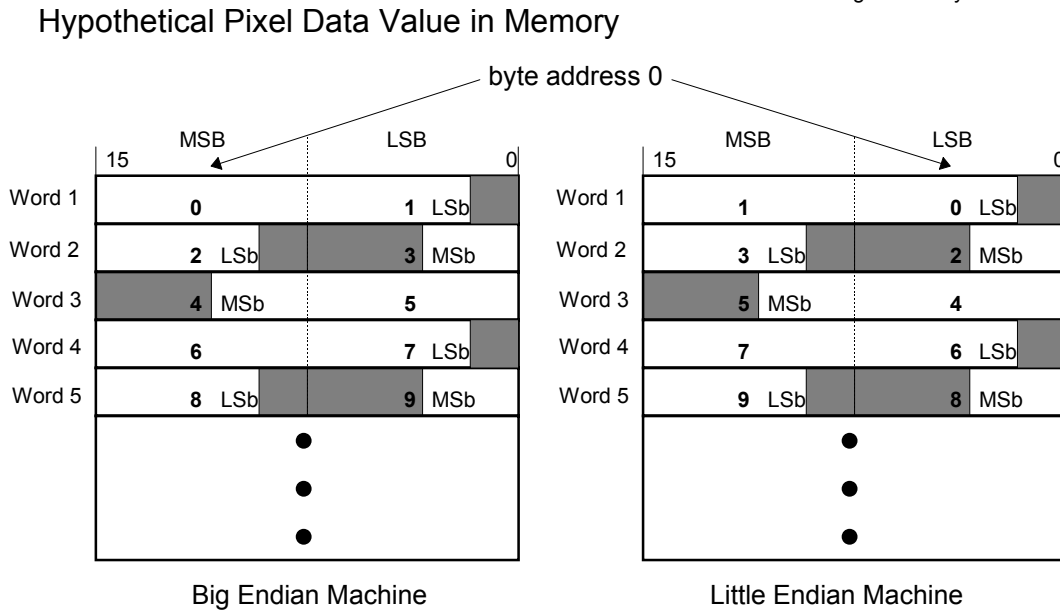 Hypothetical Pixel Data Value in Memory
byte address 0
MSB LSB MSB LSB
15 0 15 0
Word 1 0 1 LSb Word 1 1 0 LSb
Word 2 2 LSb 3 MSb Word 2 3 LSb 2 MSb
Word 3 4 MSb 5 Word 3 5 MSb 4
Word 4 6 7 LSb Word 4 7 6 LSb
Word 5 8 LSb 9 MSb Word 5 9 LSb 8 MSb
Big Endian Machine Little Endian Machine